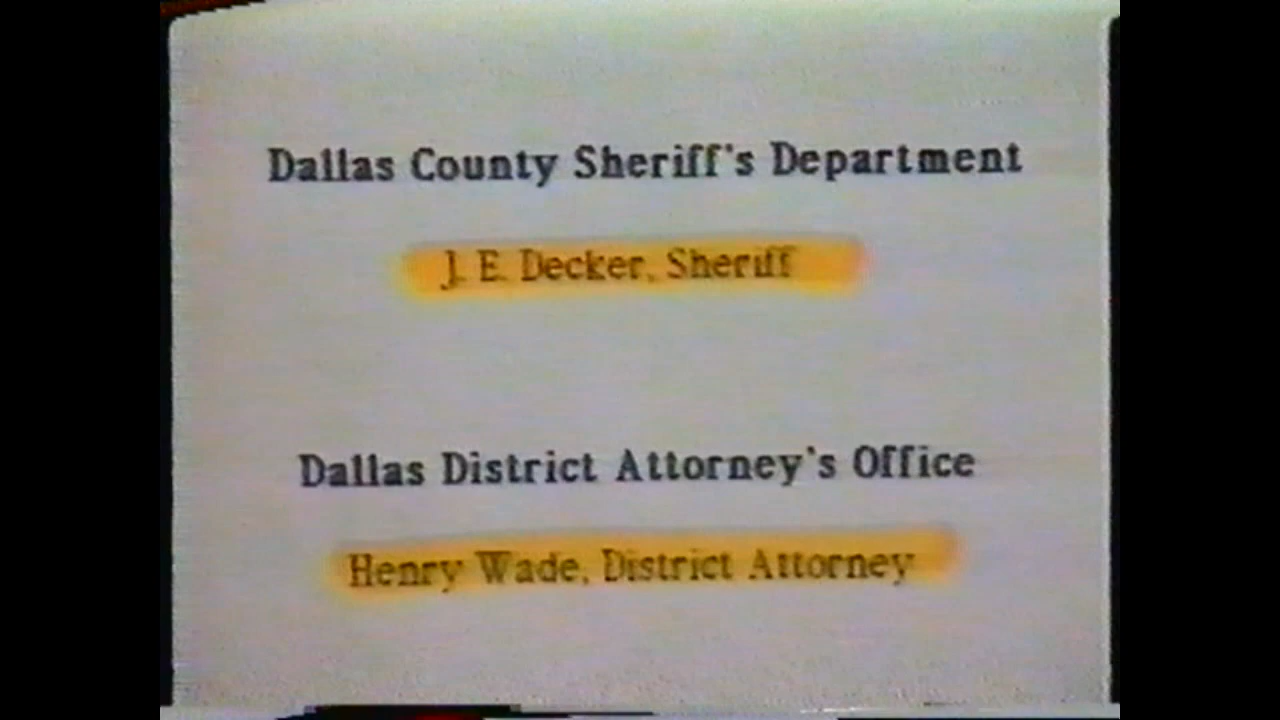 Dallas County Sheriff's Department
J. E. Decker, Sheriff
Dallas District Attorney's Office
Henry Wade, District Attorney